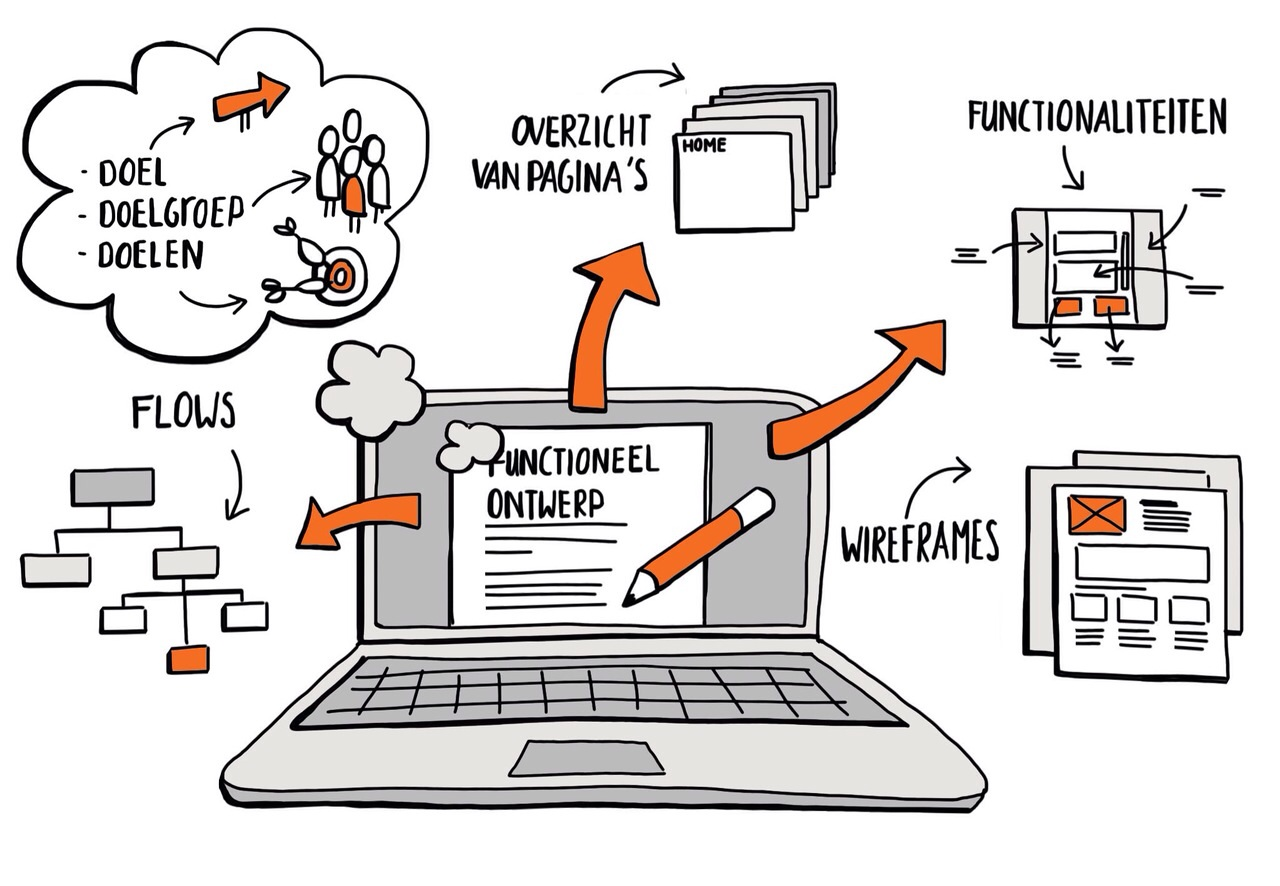 - DOEL
- DOELGROEP
- DOELEN
OVERZICHT
VAN PAGINA'S
HOME
FUNCTIONALITEITEN
FLOWS
FUNCTIONEEL
ONTWERP
WIREFRAMES